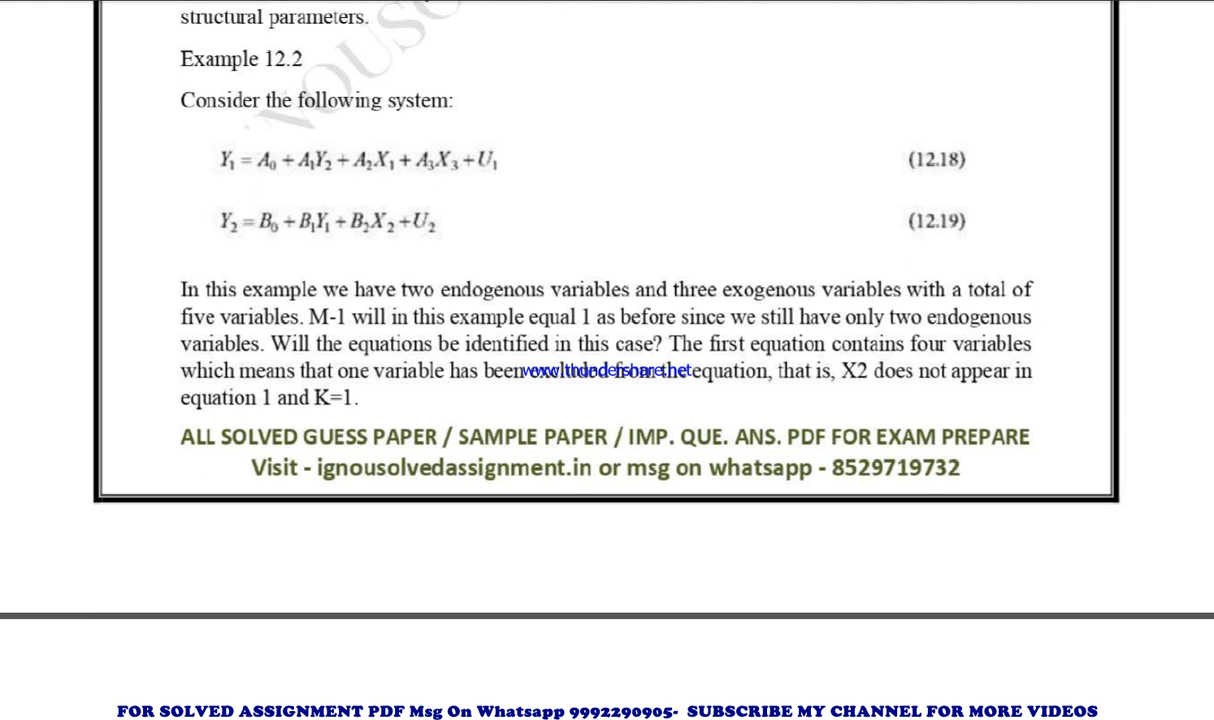 structural parameters.
Example 12.2
Consider the following system:
Y₁ = A₀ + A₁Y₂ + A₂X₁ + A₃X₃ + U₁ (12.18)
Y₂ = B₀ + B₁Y₁ + B₂X₂ + U₂ (12.19)
In this example we have two endogenous variables and three exogenous variables with a total of
five variables. M-1 will in this example equal 1 as before since we still have only two endogenous
variables. Will the equations be identified in this case? The first equation contains four variables
which means that one variable has been equation, that is, X2 does not appear in
equation 1 and K=1.
ALL SOLVED GUESS PAPER / SAMPLE PAPER / IMP. QUE. ANS. PDF FOR EXAM PREPARE
Visit - ignousolvedassignment.in or msg on whatsapp - 8529719732
FOR SOLVED ASSIGNMENT PDF Msg On Whatsapp 9992290905- SUBSCRIBE MY CHANNEL FOR MORE VIDEOS